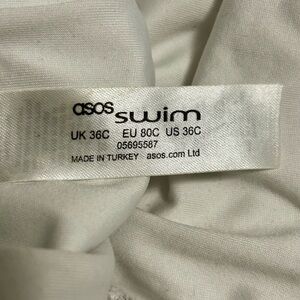 asos swim
UK 36C EU 80C US 36C
05695587
MADE IN TURKEY asos.com Ltd